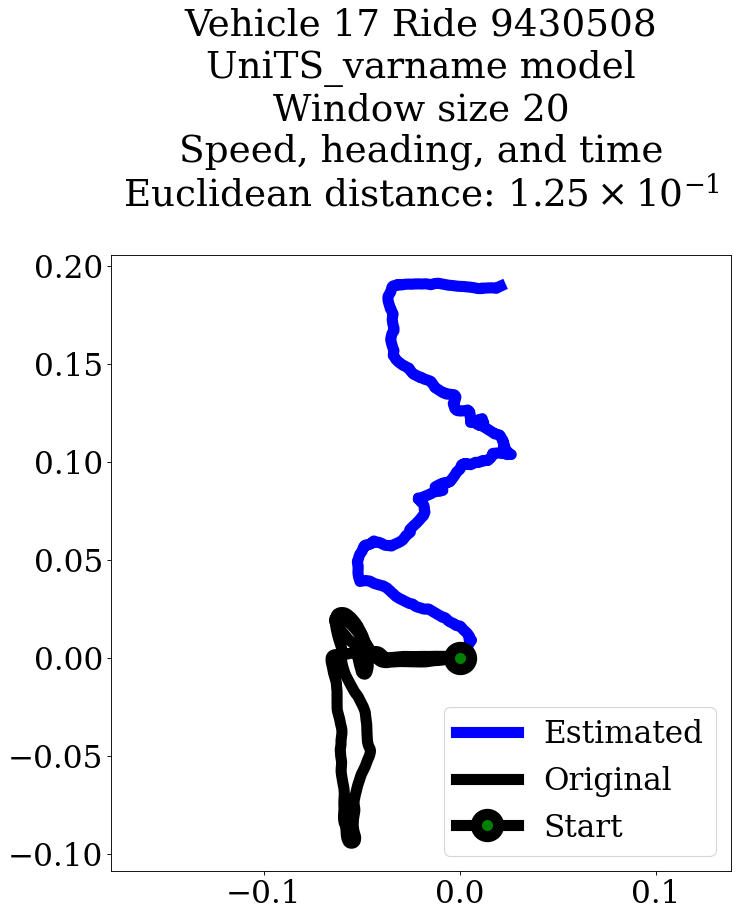 Vehicle 17 Ride 9430508
UniTS_varname model
Window size 20
Speed, heading, and time
Euclidean distance: 1.25 × 10⁻¹
0.20
0.15
0.10
0.05
0.00
−0.05
−0.10
−0.1
0.0
0.1
Estimated
Original
Start